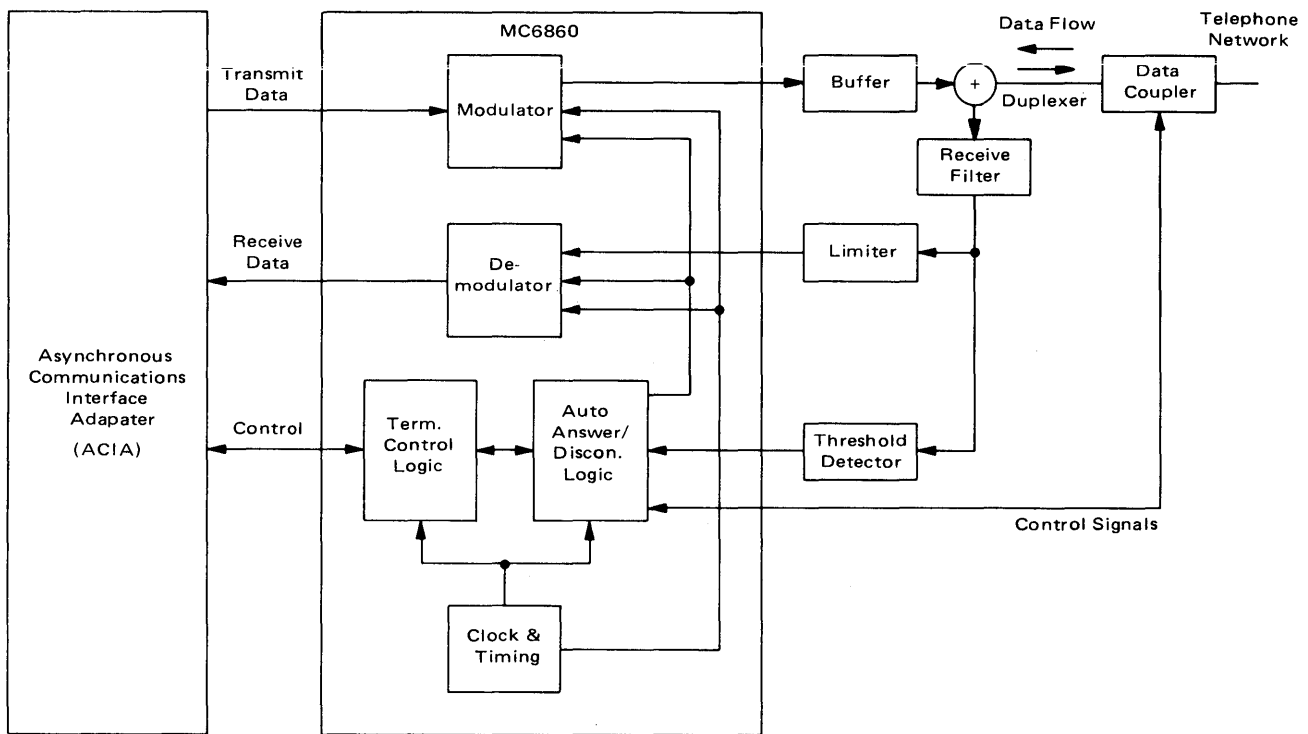 MC6860
Data Flow
Telephone
Network
Transmit
Data
Modulator
Buffer
+
Duplexer
Data
Coupler
Receive
Filter
Receive
Data
De-
modulator
Limiter
Asynchronous
Communications
Interface
Adapater
(ACIA)
Control
Term.
Control
Logic
Auto
Answer/
Discon.
Logic
Threshold
Detector
Control Signals
Clock &
Timing